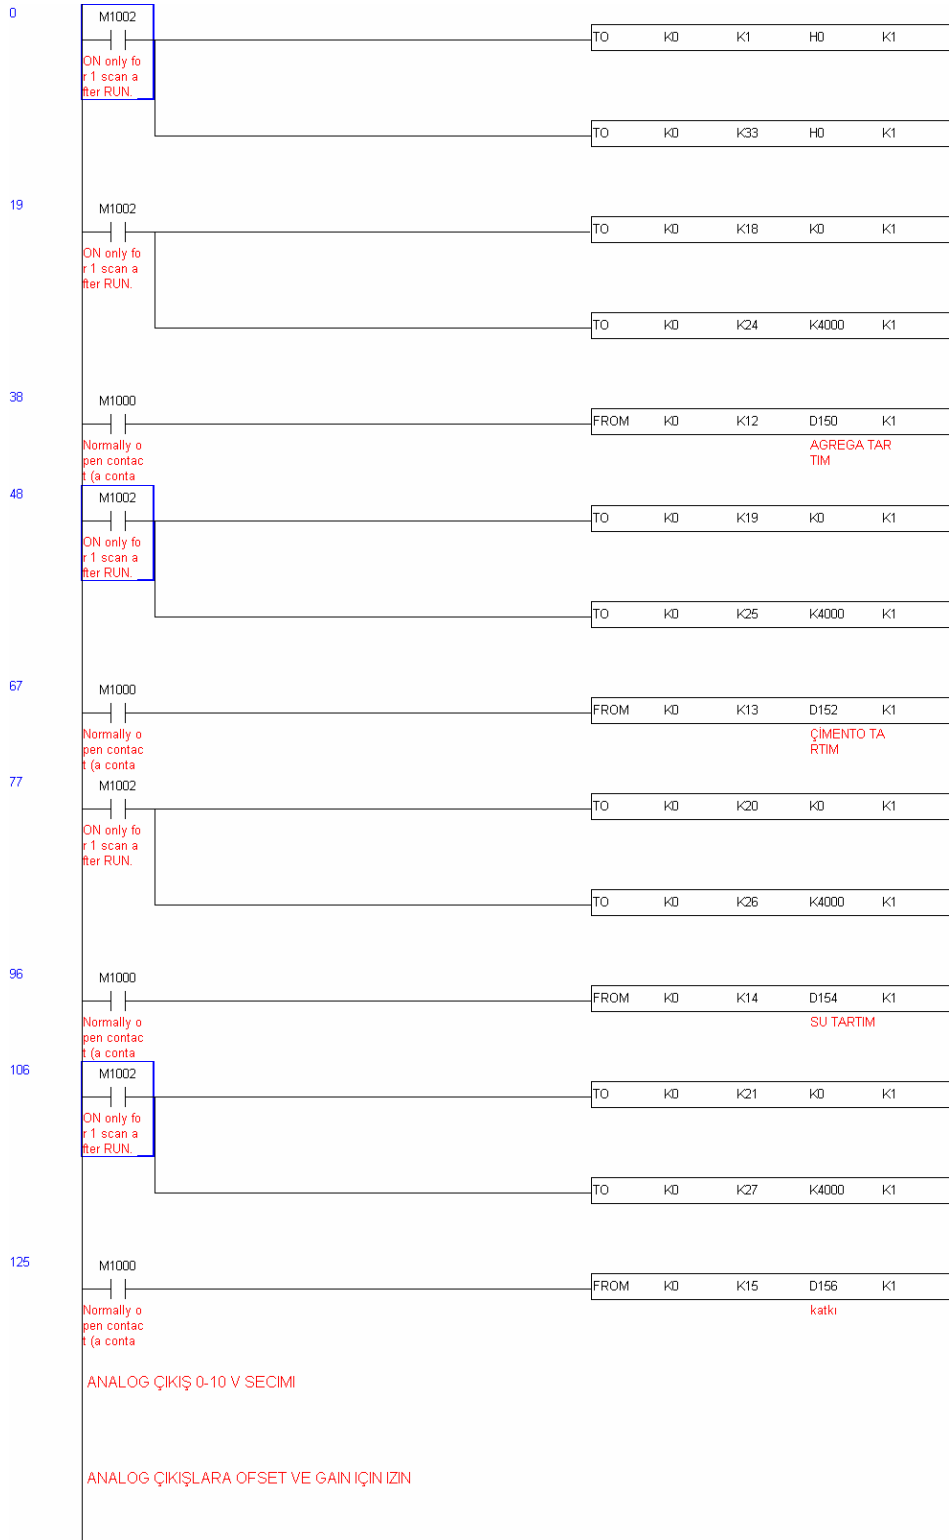 0
M1002
TO K0 K1 H0 K1
ON only fo
r 1 scan a
fter RUN.
TO K0 K33 H0 K1
19
M1002
TO K0 K18 K0 K1
ON only fo
r 1 scan a
fter RUN.
TO K0 K24 K4000 K1
38
M1000
FROM K0 K12 D150 K1
Normally o
pen contac
t (a conta
AGREGA TAR
TIM
48
M1002
TO K0 K19 K0 K1
ON only fo
r 1 scan a
fter RUN.
TO K0 K25 K4000 K1
67
M1000
FROM K0 K13 D152 K1
Normally o
pen contac
t (a conta
ÇİMENTO TA
RTIM
77
M1002
TO K0 K20 K0 K1
ON only fo
r 1 scan a
fter RUN.
TO K0 K26 K4000 K1
96
M1000
FROM K0 K14 D154 K1
Normally o
pen contac
t (a conta
SU TARTIM
106
M1002
TO K0 K21 K0 K1
ON only fo
r 1 scan a
fter RUN.
TO K0 K27 K4000 K1
125
M1000
FROM K0 K15 D156 K1
Normally o
pen contac
t (a conta
katkı
ANALOG ÇIKIŞ 0-10 V SECIMI
ANALOG ÇIKIŞLARA OFSET VE GAIN IÇIN IZIN